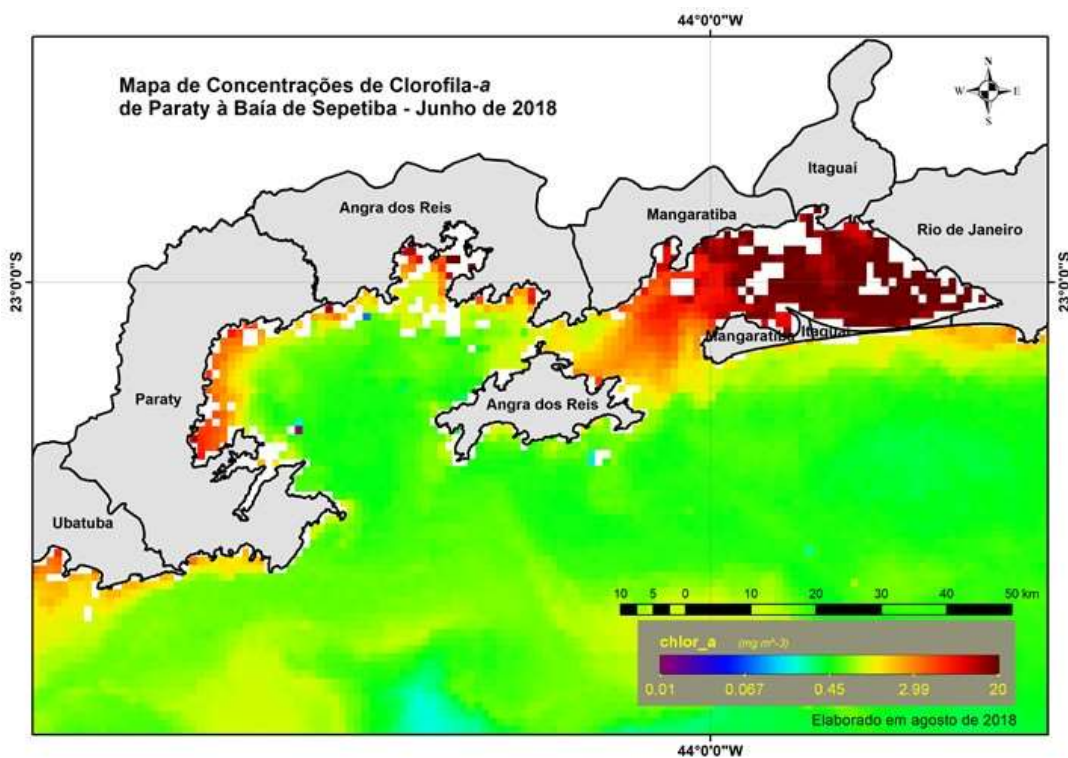 44°0'0"W
Mapa de Concentrações de Clorofila-a
de Paraty à Baía de Sepetiba - Junho de 2018
N
W
E
S
Itaguaí
Angra dos Reis
Mangaratiba
Rio de Janeiro
23°0'0"S
23°0'0"S
Mangaratiba
Itaguaí
Paraty
Angra dos Reis
Ubatuba
10 5 0 10 20 30 40 50 km
chlor_a (mg m^-3)
0.01 0.067 0.45 2.99 20
Elaborado em agosto de 2018
44°0'0"W